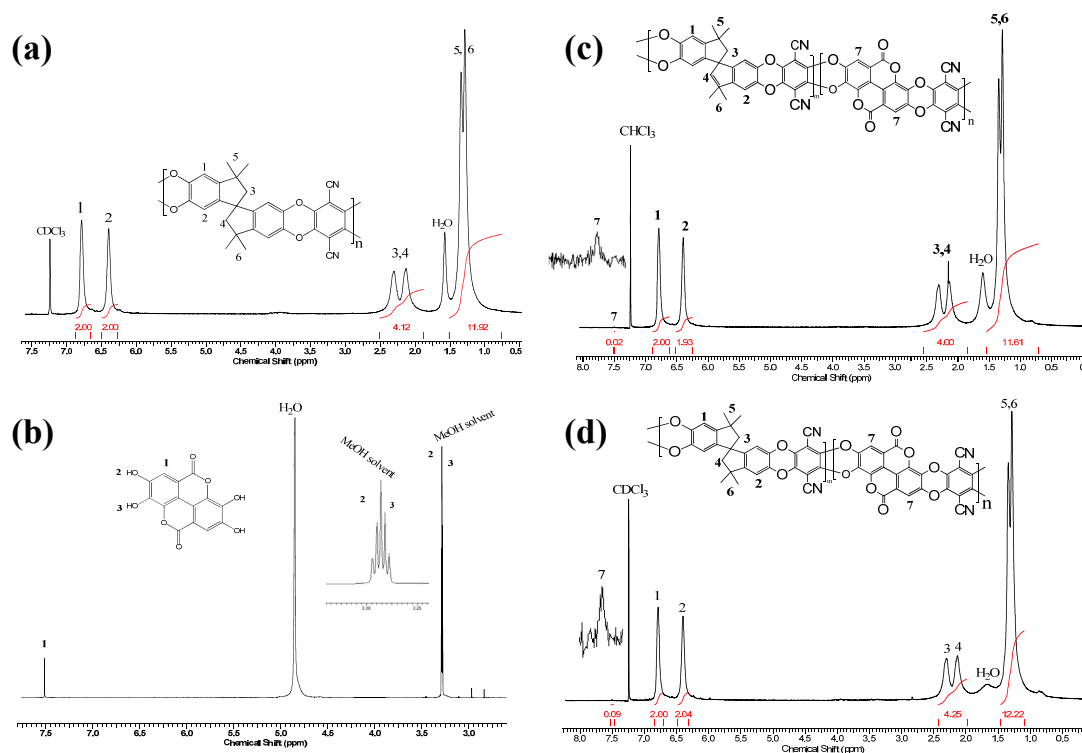 (a)
5, 6
1
5
3
2
4
6
O
O
O
O
CN
CN
n
1
2
CDCl3
H2O
3,4
2.00
2.00
4.12
11.92
7.5
7.0
6.5
6.0
5.5
5.0
4.5
4.0
3.5
3.0
2.5
2.0
1.5
1.0
0.5
Chemical Shift (ppm)
(b)
H2O
MeOH solvent
MeOH solvent
2
3
2
3
1
2
HO
3
HO
O
O
O
O
OH
OH
3.30
3.25
1
7.5
7.0
6.5
6.0
5.5
5.0
4.5
4.0
3.5
3.0
Chemical Shift (ppm)
(c)
5,6
1
5
3
4
6
2
O
O
O
O
CN
CN
m
O
O
7
O
O
O
O
7
O
O
CN
CN
n
CHCl3
7
7
1
2
3,4
H2O
0.02
2.00
1.93
4.00
11.61
8.0
7.5
7.0
6.5
6.0
5.5
5.0
4.5
4.0
3.5
3.0
2.5
2.0
1.5
1.0
0.5
0
Chemical Shift (ppm)
(d)
5,6
1
5
3
4
6
2
O
O
O
O
CN
CN
m
O
O
7
O
O
O
O
7
O
O
CN
CN
n
CDCl3
7
1
2
3
4
H2O
0.09
2.00
2.04
4.25
12.22
8.0
7.5
7.0
6.5
6.0
5.5
5.0
4.5
4.0
3.5
3.0
2.5
2.0
1.5
1.0
0.5
Chemical Shift (ppm)